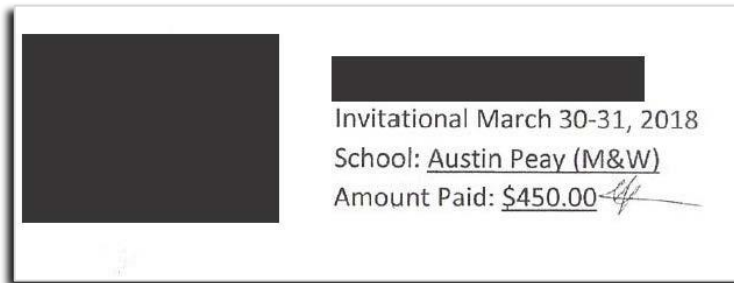 Invitational March 30-31, 2018
School: Austin Peay (M&W)
Amount Paid: $450.00